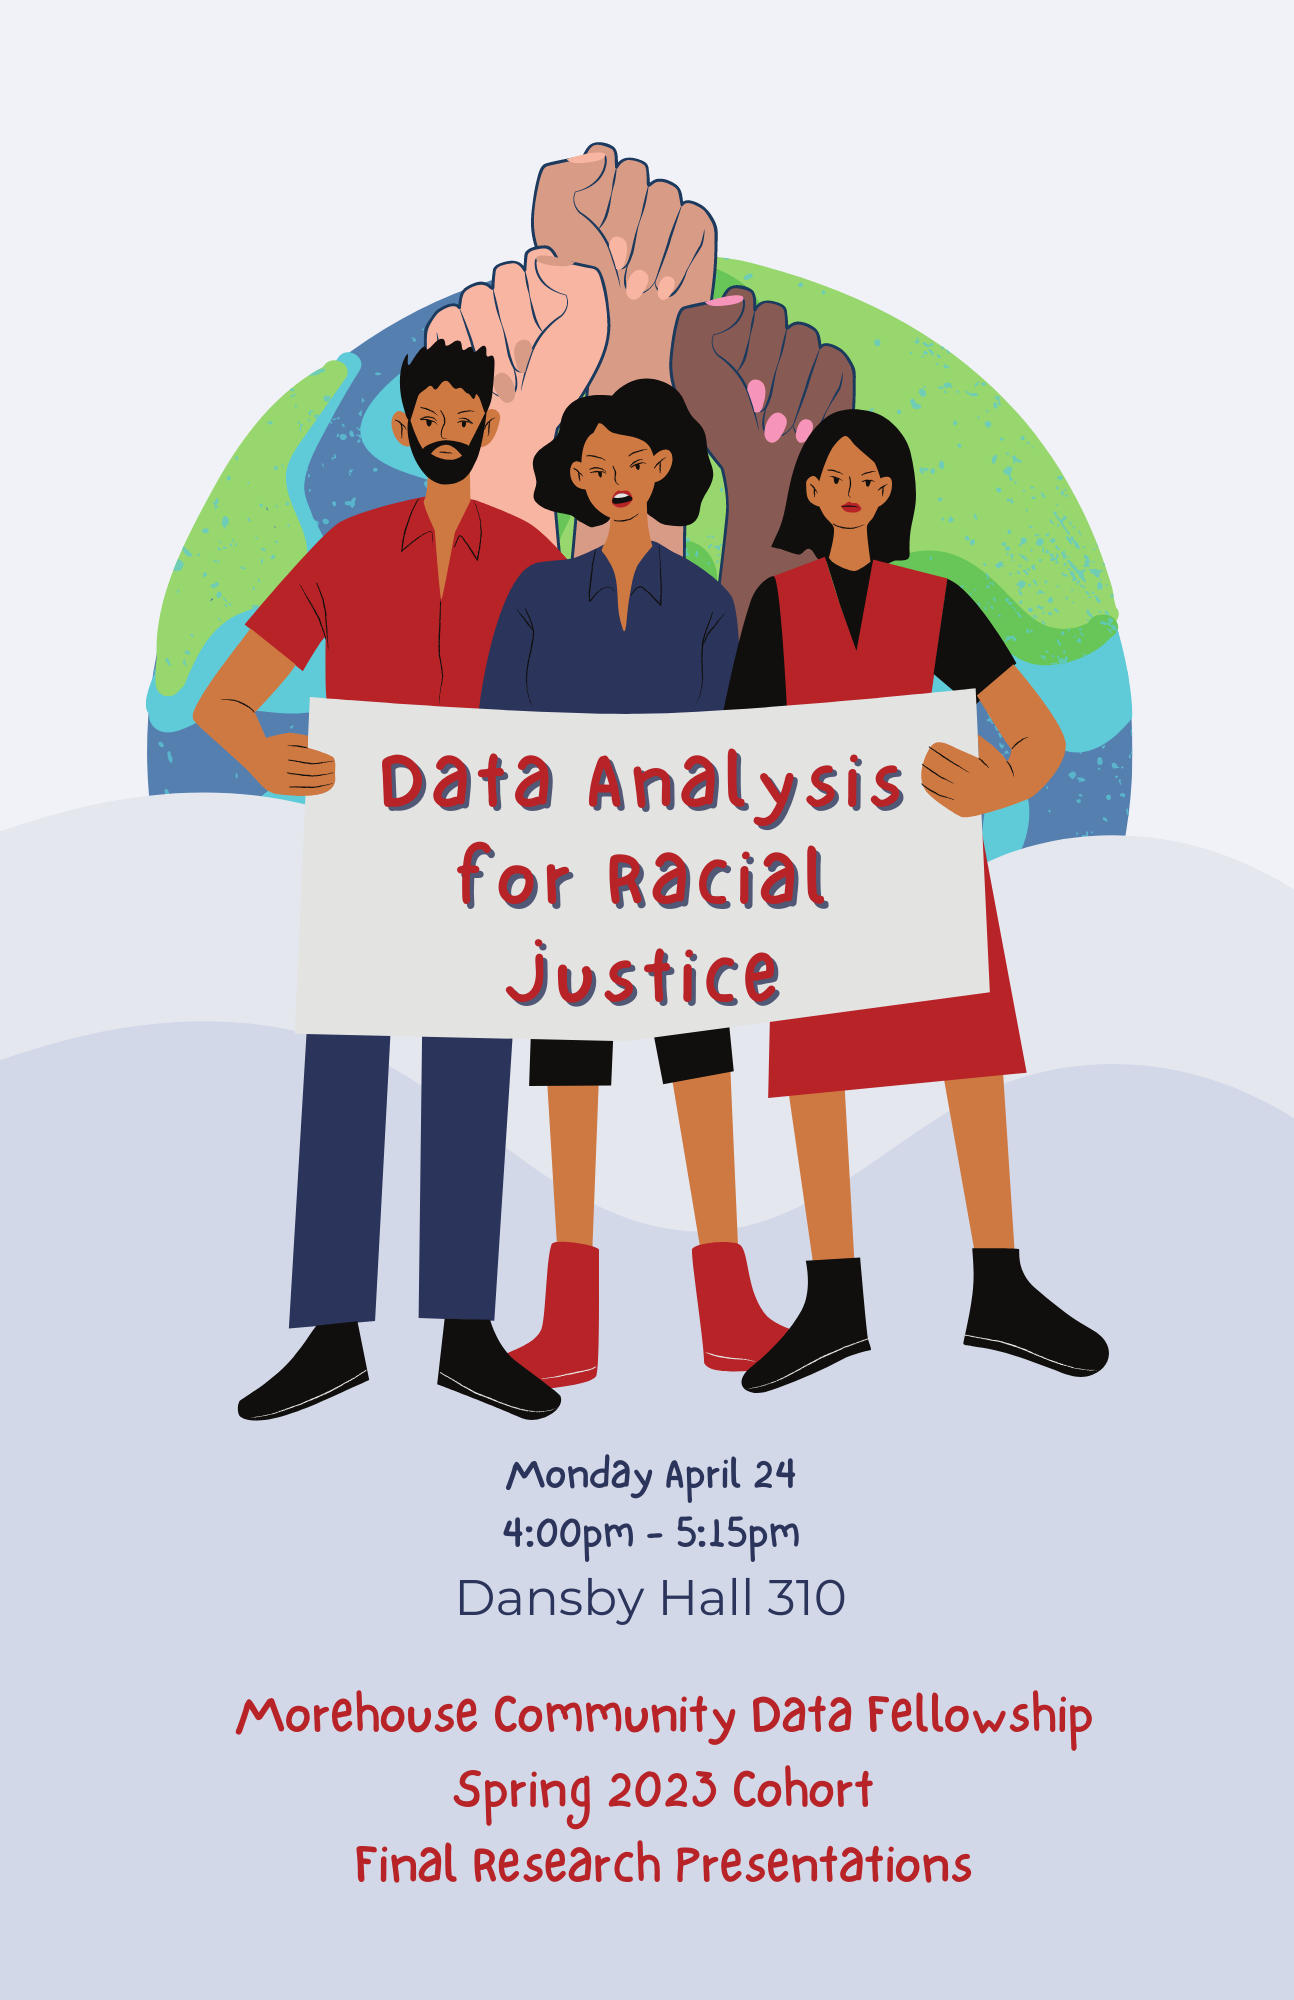 Data Analysis
for Racial
justice
Monday April 24
4:00pm - 5:15pm
Dansby Hall 310
Morehouse Community Data Fellowship
Spring 2023 Cohort
Final Research Presentations